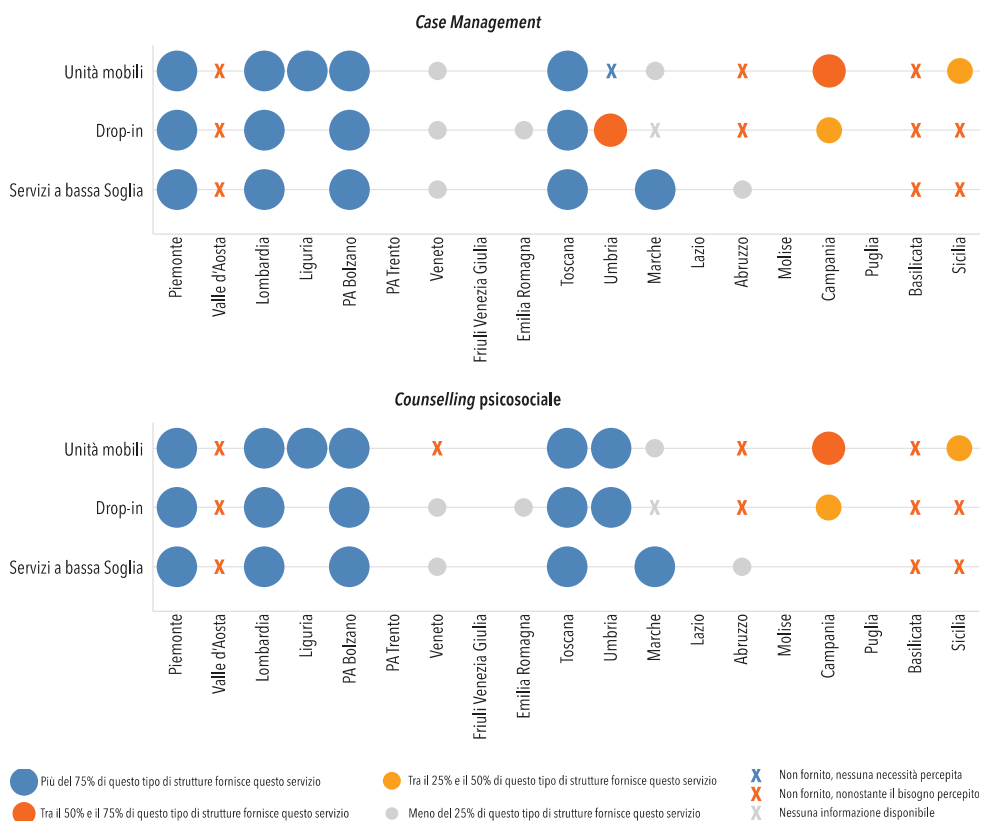 Case Management
Unità mobili
Drop-in
Servizi a bassa Soglia
Piemonte
Valle d'Aosta
Lombardia
Liguria
PA Bolzano
PA Trento
Veneto
Friuli Venezia Giulia
Emilia Romagna
Toscana
Umbria
Marche
Lazio
Abruzzo
Molise
Campania
Puglia
Basilicata
Sicilia
Counselling psicosociale
Unità mobili
Drop-in
Servizi a bassa Soglia
Piemonte
Valle d'Aosta
Lombardia
Liguria
PA Bolzano
PA Trento
Veneto
Friuli Venezia Giulia
Emilia Romagna
Toscana
Umbria
Marche
Lazio
Abruzzo
Molise
Campania
Puglia
Basilicata
Sicilia
Più del 75% di questo tipo di strutture fornisce questo servizio
Tra il 50% e il 75% di questo tipo di strutture fornisce questo servizio
Tra il 25% e il 50% di questo tipo di strutture fornisce questo servizio
Meno del 25% di questo tipo di strutture fornisce questo servizio
X Non fornito, nessuna necessità percepita
X Non fornito, nonostante il bisogno percepito
X Nessuna informazione disponibile